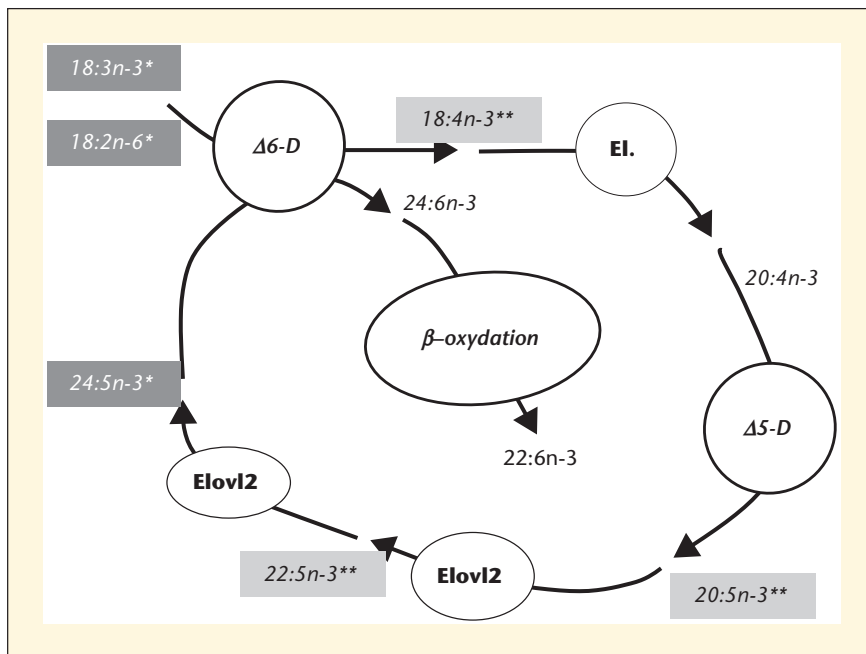 18:3n-3*
18:2n-6*
Δ6-D
18:4n-3**
El.
24:6n-3
20:4n-3
β–oxydation
24:5n-3*
Δ5-D
22:6n-3
Elovl2
22:5n-3**
Elovl2
20:5n-3**